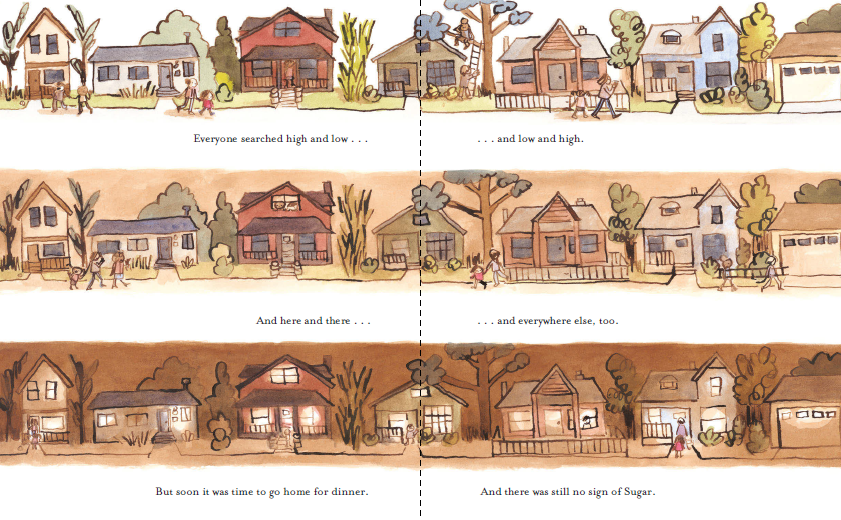 Everyone searched high and low . . .
. . . and low and high.
And here and there . . .
. . . and everywhere else, too.
But soon it was time to go home for dinner.
And there was still no sign of Sugar.